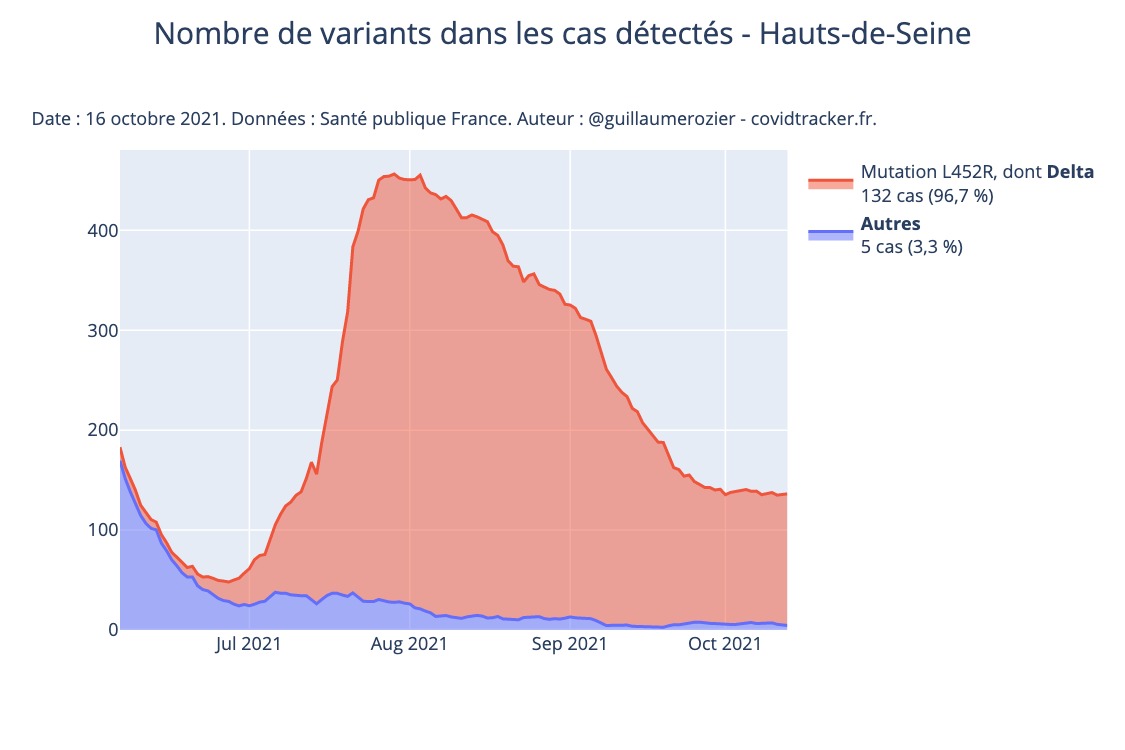 Nombre de variants dans les cas détectés - Hauts-de-Seine
Date : 16 octobre 2021. Données : Santé publique France. Auteur : @guillaumerozier - covidtracker.fr.
Mutation L452R, dont Delta
132 cas (96,7 %)
Autres
5 cas (3,3 %)
400
300
200
100
0
Jul 2021 Aug 2021 Sep 2021 Oct 2021